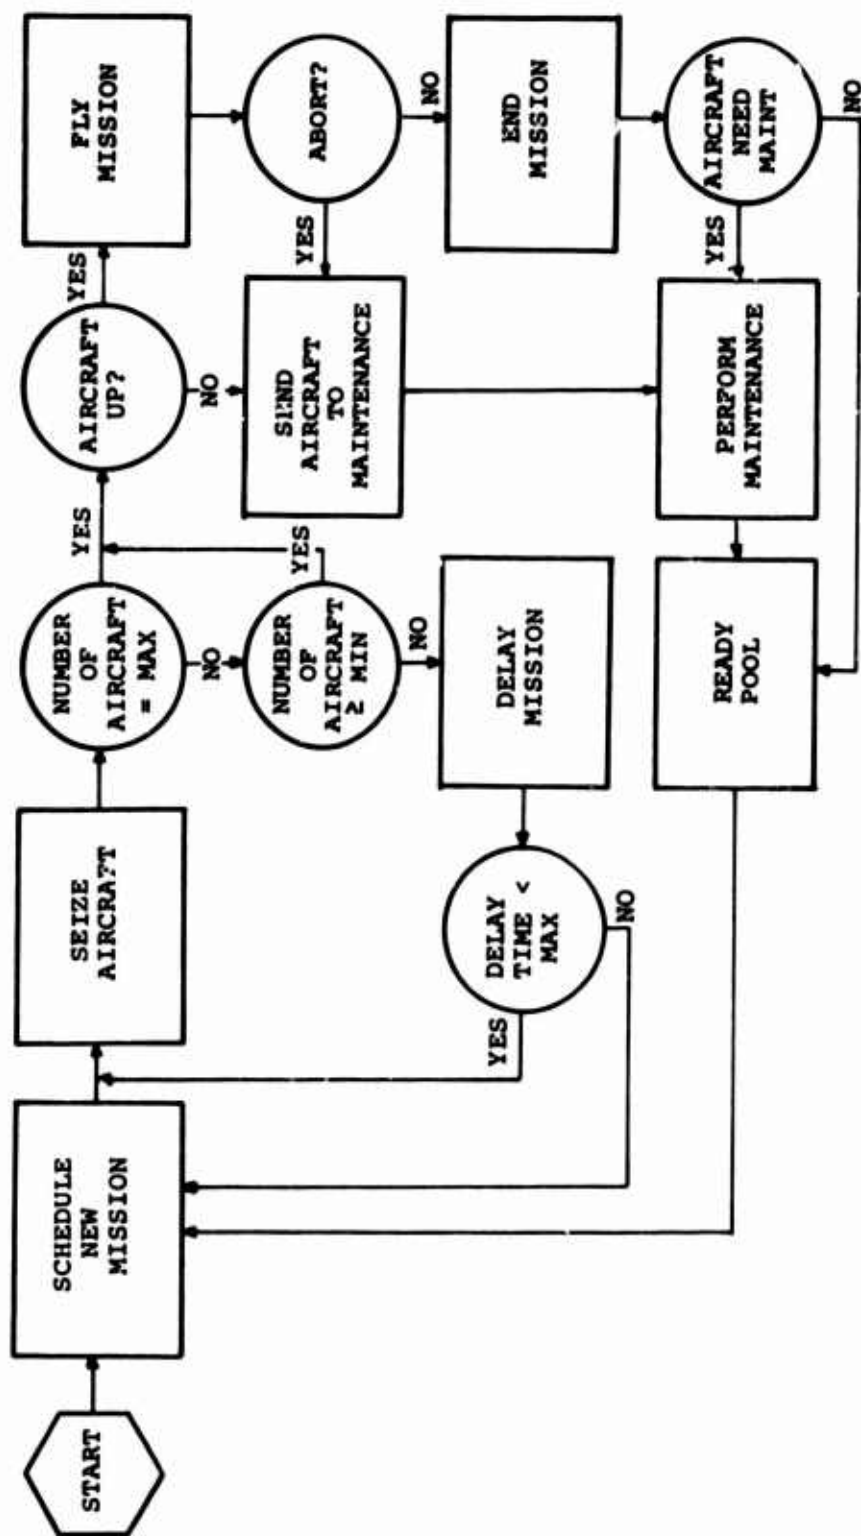 START
SCHEDULE
NEW
MISSION
SEIZE
AIRCRAFT
NUMBER
OF
AIRCRAFT
= MAX
YES
NO
AIRCRAFT
UP?
YES
NO
FLY
MISSION
NUMBER
OF
AIRCRAFT
≥ MIN
YES
NO
SEND
AIRCRAFT
TO
MAINTENANCE
YES
ABORT?
NO
DELAY
TIME <
MAX
YES
NO
DELAY
MISSION
END
MISSION
READY
POOL
PERFORM
MAINTENANCE
YES
AIRCRAFT
NEED
MAINT
NO